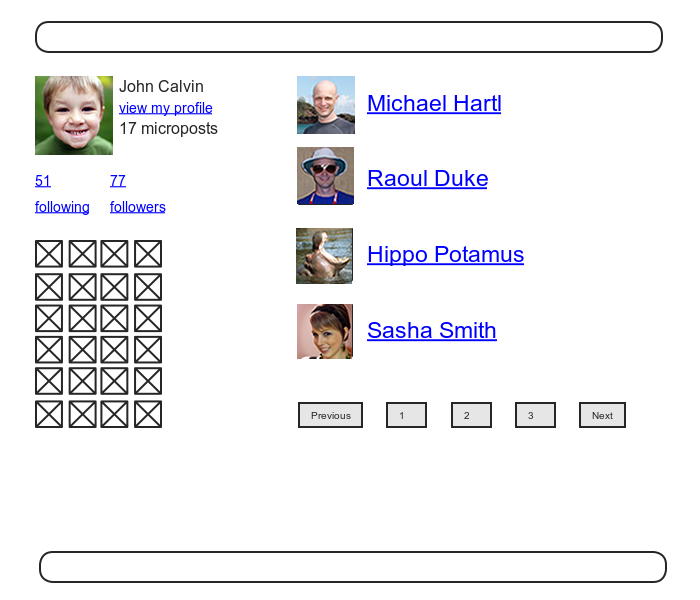 John Calvin
view my profile
17 microposts
51 77
following followers
Michael Hartl
Raoul Duke
Hippo Potamus
Sasha Smith
Previous 1 2 3 Next